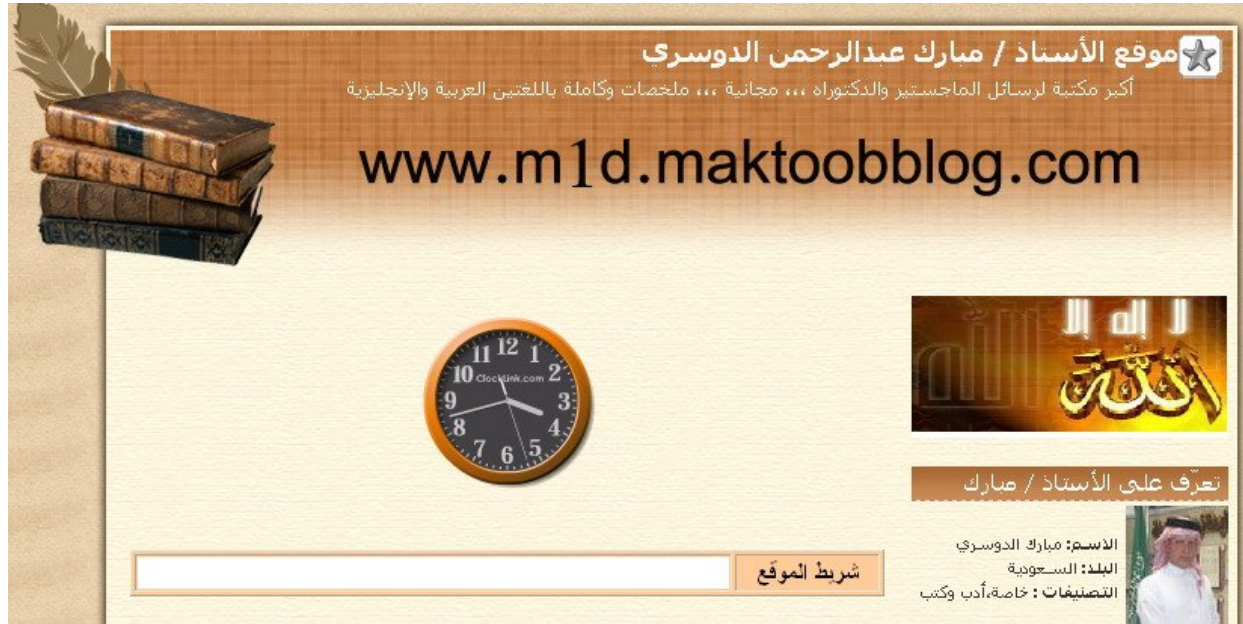 موقع الأستاذ / مبارك عبدالرحمن الدوسري
أكبر مكتبة لرسائل الماجستير والدكتوراه ،،، مجانية ،،، ملخصات وكاملة باللغتين العربية والإنجليزية
www.m1d.maktoobblog.com
لا إله إلا
الله
12
11 1
10 ClockLink.com 2
9 3
8 4
7 6 5
تعرّف على الأستاذ / مبارك
الاسم: مبارك الدوسري
البلد: السعودية
التصنيفات : خاصة،أدب وكتب
شريط الموقع